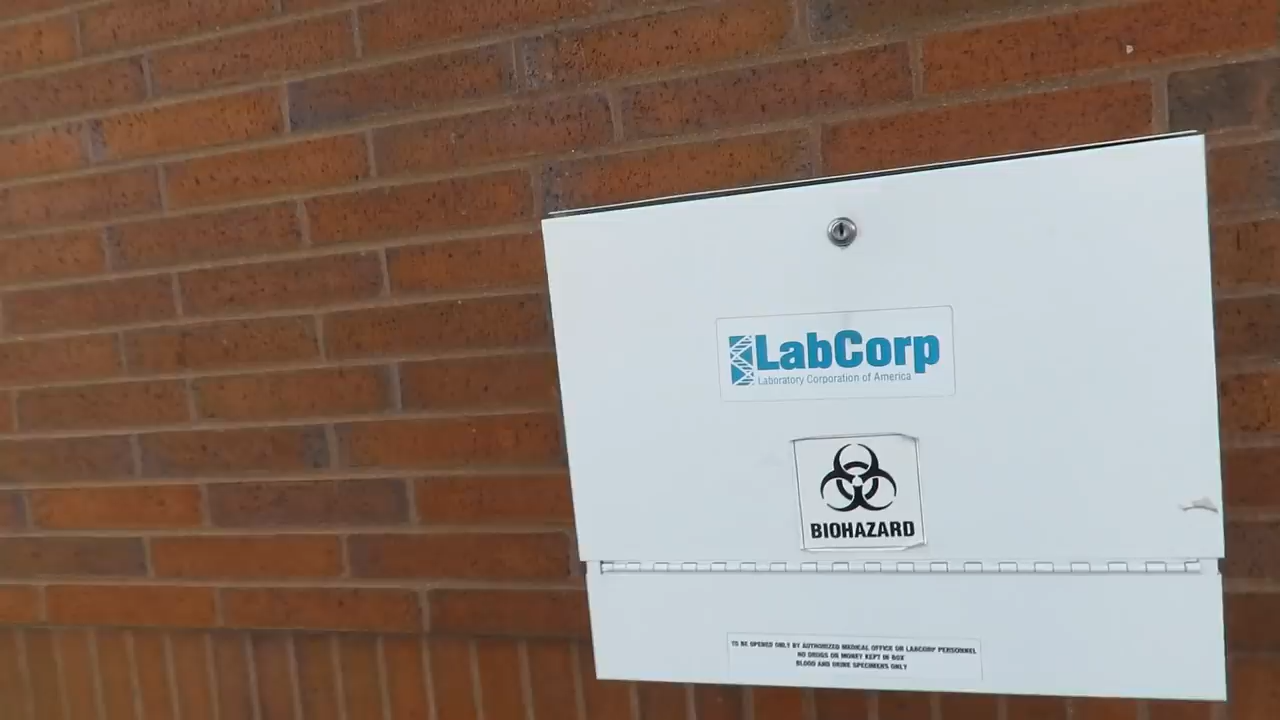 LabCorp
Laboratory Corporation of America
BIOHAZARD
TO BE OPENED ONLY BY AUTHORIZED MEDICAL OFFICE OR LABCORP PERSONNEL
NO DRUGS OR MONEY KEPT IN BOX
BLOOD AND URINE SPECIMENS ONLY